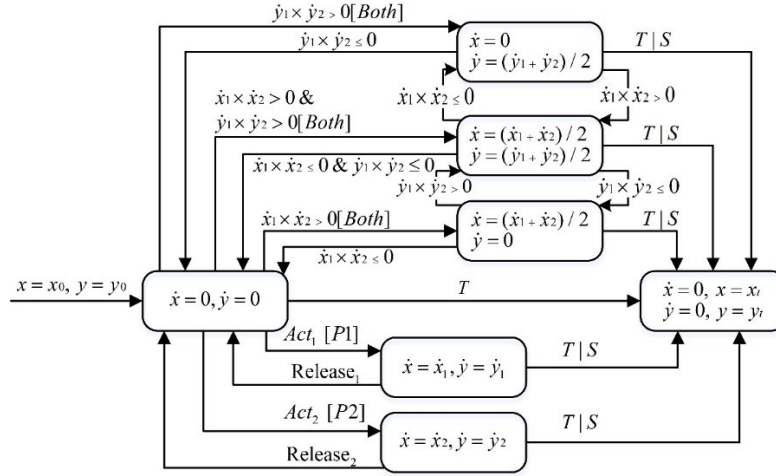 ẏ₁ × ẏ₂ > 0[Both]
ẏ₁ × ẏ₂ ≤ 0
ẋ = 0
ẏ = (ẏ₁ + ẏ₂) / 2
T | S
ẋ₁ × ẋ₂ > 0 &
ẏ₁ × ẏ₂ > 0[Both]
ẋ₁ × ẋ₂ ≤ 0
ẋ₁ × ẋ₂ > 0
ẋ = (ẋ₁ + ẋ₂) / 2
ẏ = (ẏ₁ + ẏ₂) / 2
T | S
ẋ₁ × ẋ₂ ≤ 0 & ẏ₁ × ẏ₂ ≤ 0
ẏ₁ × ẏ₂ > 0
ẏ₁ × ẏ₂ ≤ 0
ẋ₁ × ẋ₂ > 0[Both]
ẋ₁ × ẋ₂ ≤ 0
ẋ = (ẋ₁ + ẋ₂) / 2
ẏ = 0
T | S
x = x₀, y = y₀
ẋ = 0, ẏ = 0
T
ẋ = 0, x = xₜ
ẏ = 0, y = yₜ
Act₁ [P1]
Release₁
ẋ = ẋ₁, ẏ = ẏ₁
T | S
Act₂ [P2]
Release₂
ẋ = ẋ₂, ẏ = ẏ₂
T | S